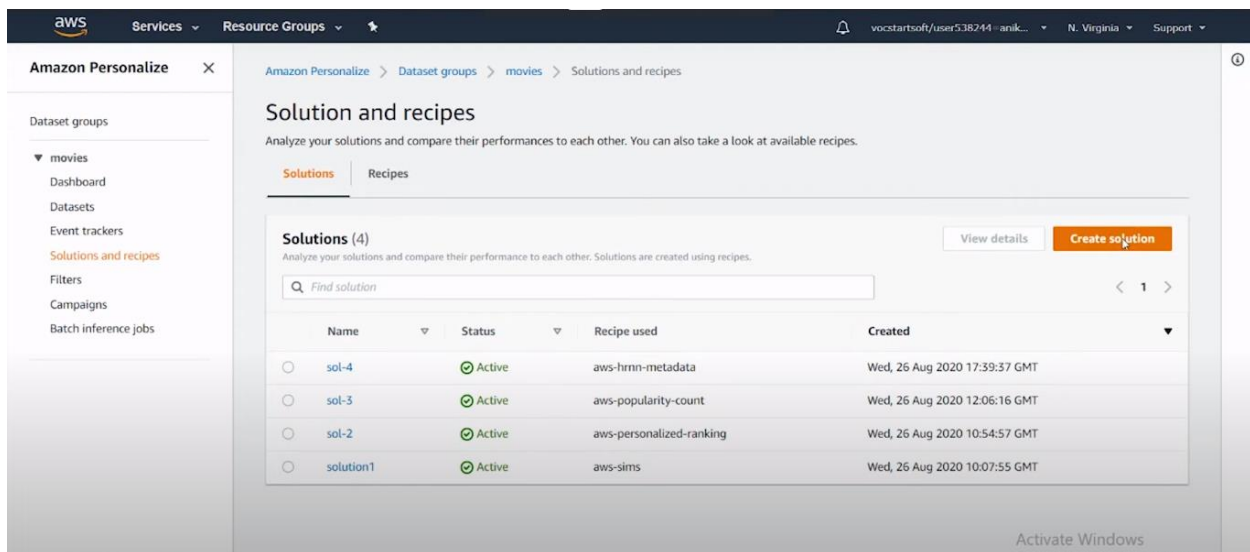 aws Services Resource Groups vocstartsoft/user538244=anik... N. Virginia Support
Amazon Personalize
Dataset groups
movies
Dashboard
Datasets
Event trackers
Solutions and recipes
Filters
Campaigns
Batch inference jobs
Amazon Personalize > Dataset groups > movies > Solutions and recipes
Solution and recipes
Analyze your solutions and compare their performances to each other. You can also take a look at available recipes.
Solutions Recipes
Solutions (4) View details Create solution
Analyze your solutions and compare their performance to each other. Solutions are created using recipes.
Find solution < 1 >
Name Status Recipe used Created
sol-4 Active aws-hrnn-metadata Wed, 26 Aug 2020 17:39:37 GMT
sol-3 Active aws-popularity-count Wed, 26 Aug 2020 12:06:16 GMT
sol-2 Active aws-personalized-ranking Wed, 26 Aug 2020 10:54:57 GMT
solution1 Active aws-sims Wed, 26 Aug 2020 10:07:55 GMT
Activate Windows